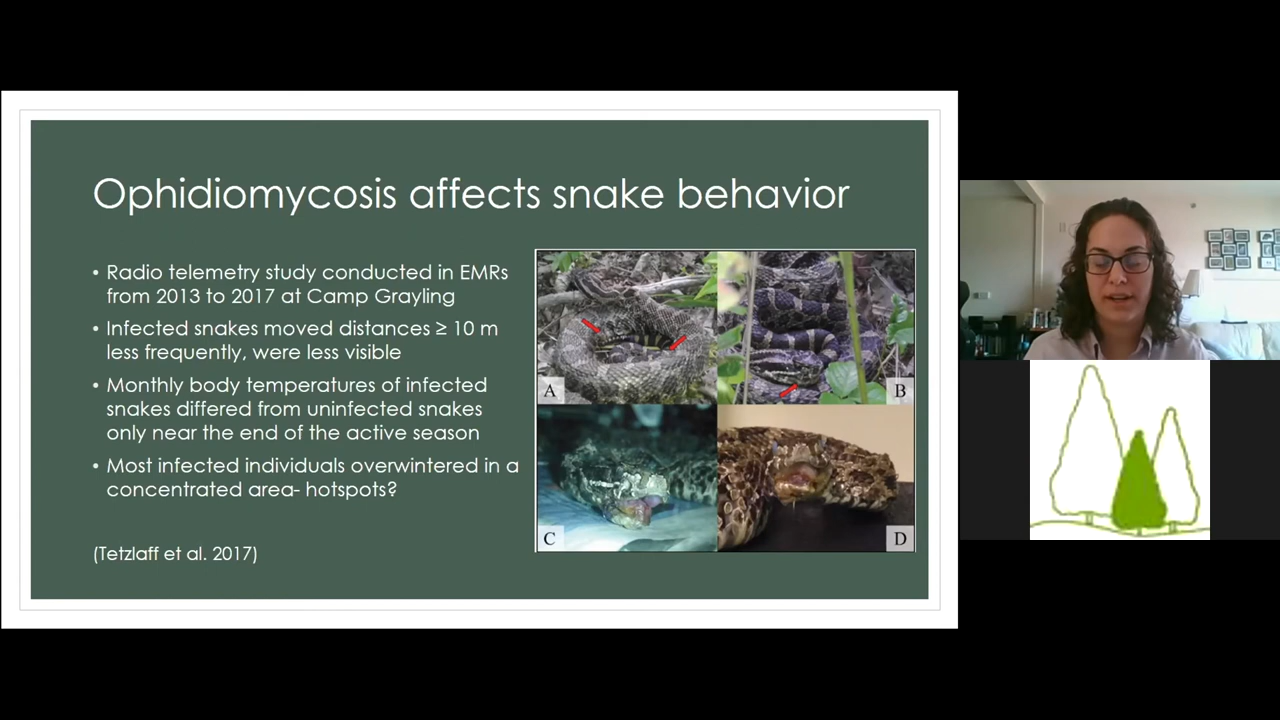 Ophidiomycosis affects snake behavior
• Radio telemetry study conducted in EMRs
from 2013 to 2017 at Camp Grayling
• Infected snakes moved distances ≥ 10 m
less frequently, were less visible
• Monthly body temperatures of infected
snakes differed from uninfected snakes
only near the end of the active season
• Most infected individuals overwintered in a
concentrated area- hotspots?
(Tetzlaff et al. 2017)
A
B
C
D